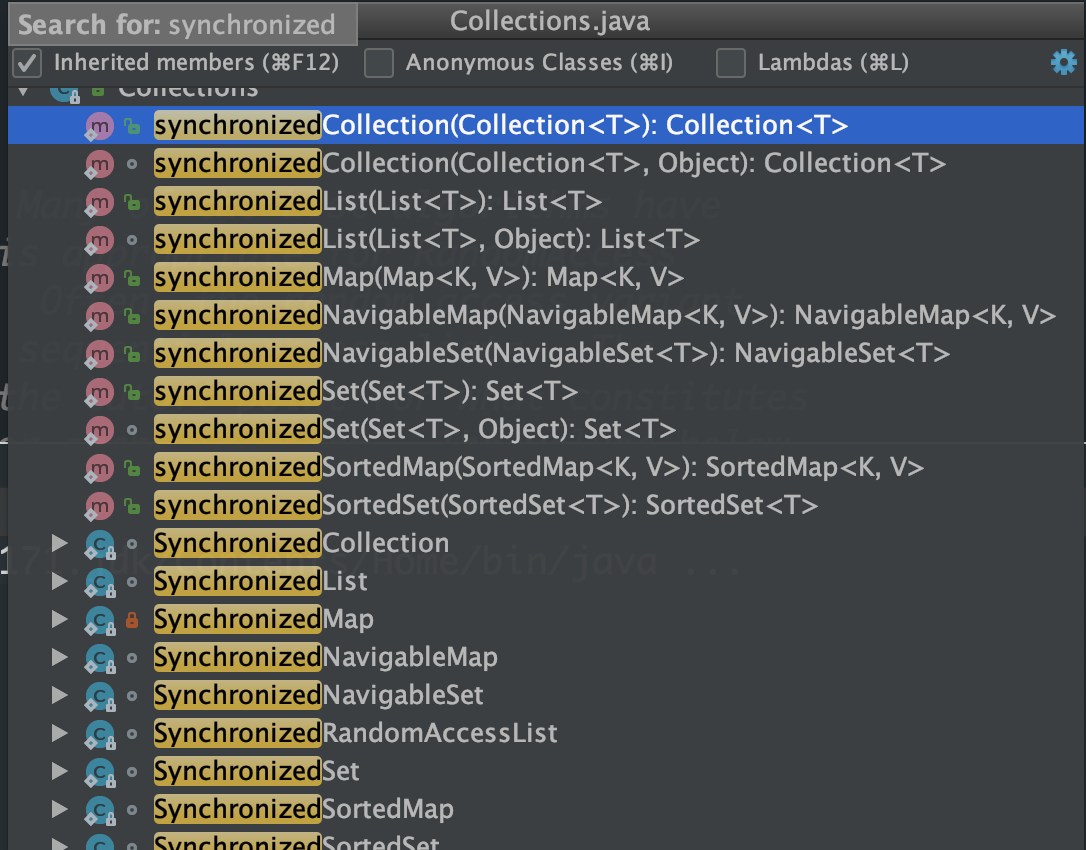 Search for: synchronized
Collections.java
Inherited members (⌘F12) Anonymous Classes (⌘I) Lambdas (⌘L)
Collections
synchronizedCollection(Collection<T>): Collection<T>
synchronizedCollection(Collection<T>, Object): Collection<T>
synchronizedList(List<T>): List<T>
synchronizedList(List<T>, Object): List<T>
synchronizedMap(Map<K, V>): Map<K, V>
synchronizedNavigableMap(NavigableMap<K, V>): NavigableMap<K, V>
synchronizedNavigableSet(NavigableSet<T>): NavigableSet<T>
synchronizedSet(Set<T>): Set<T>
synchronizedSet(Set<T>, Object): Set<T>
synchronizedSortedMap(SortedMap<K, V>): SortedMap<K, V>
synchronizedSortedSet(SortedSet<T>): SortedSet<T>
SynchronizedCollection
SynchronizedList
SynchronizedMap
SynchronizedNavigableMap
SynchronizedNavigableSet
SynchronizedRandomAccessList
SynchronizedSet
SynchronizedSortedMap
SynchronizedSortedSet